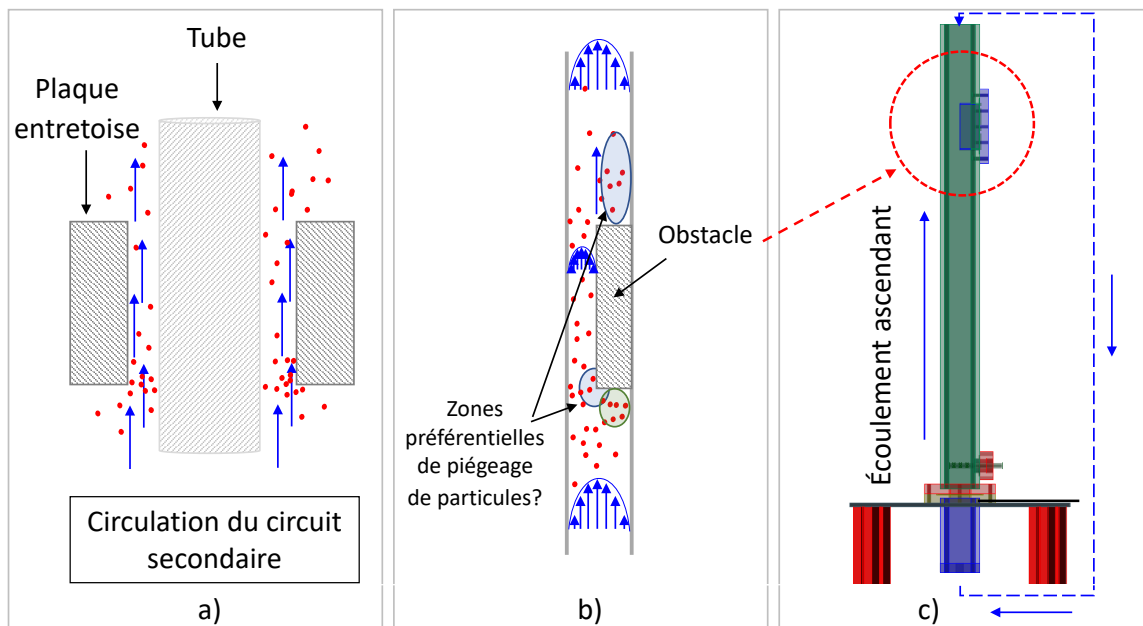 Tube
Plaque
entretoise
Circulation du circuit
secondaire
a)
Obstacle
Zones
préférentielles
de piégeage
de particules?
b)
Écoulement ascendant
c)